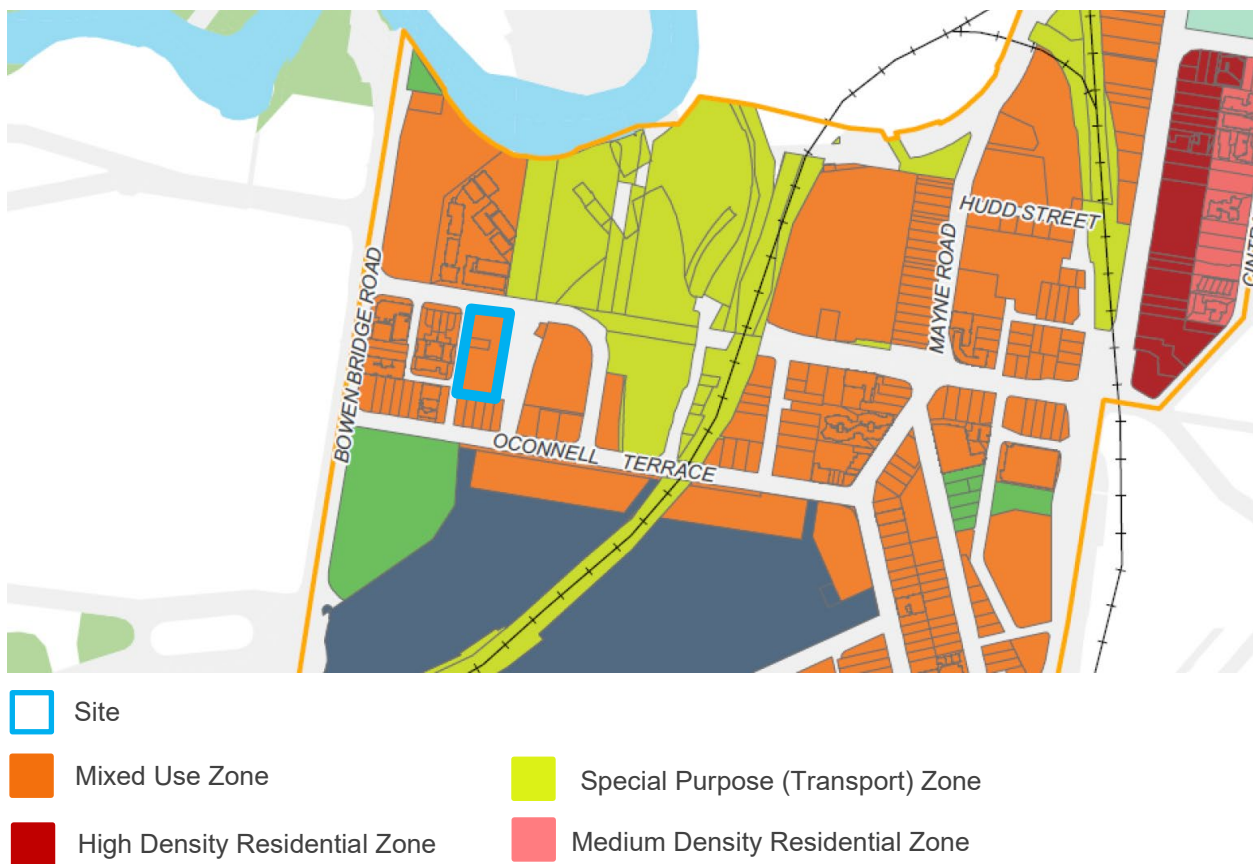 HUDD STREET
BOWEN BRIDGE ROAD
MAYNE ROAD
CINTR
OCONNELL TERRACE
Site
Mixed Use Zone
Special Purpose (Transport) Zone
High Density Residential Zone
Medium Density Residential Zone